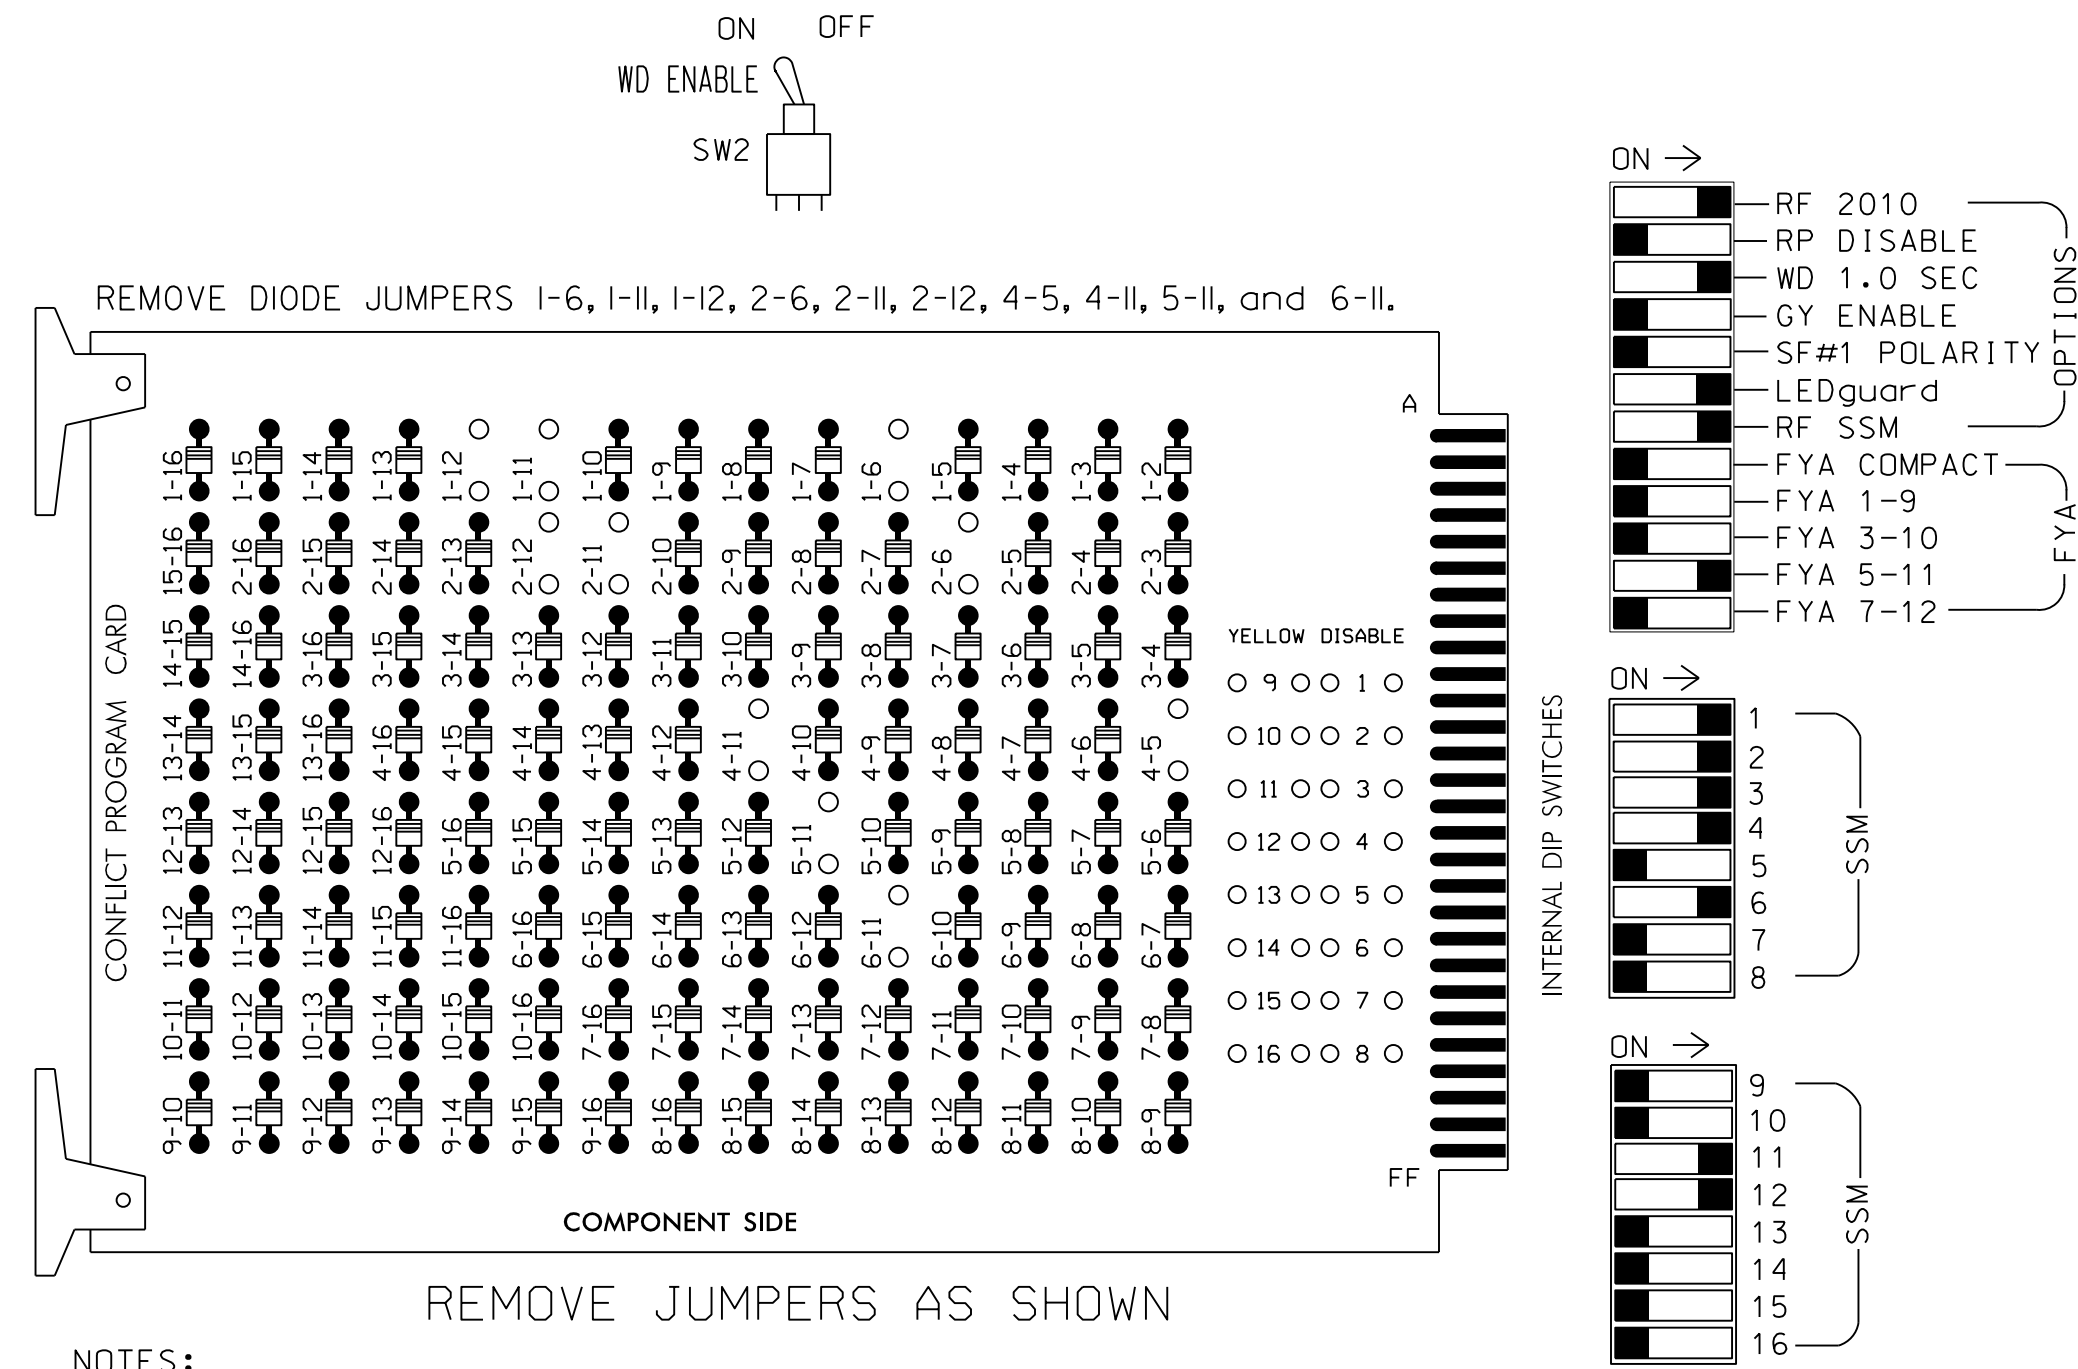 ON OFF
WD ENABLE
SW2
REMOVE DIODE JUMPERS 1-6, 1-11, 1-12, 2-6, 2-11, 2-12, 4-5, 4-11, 5-11, and 6-11.
CONFLICT PROGRAM CARD
1-16 1-15 1-14 1-13 1-12 1-11 1-10 1-9 1-8 1-7 1-6 1-5 1-4 1-3 1-2
15-16 2-16 2-15 2-14 2-13 2-12 2-11 2-10 2-9 2-8 2-7 2-6 2-5 2-4 2-3
14-15 14-16 3-16 3-15 3-14 3-13 3-12 3-11 3-10 3-9 3-8 3-7 3-6 3-5 3-4
13-14 13-15 13-16 4-16 4-15 4-14 4-13 4-12 4-11 4-10 4-9 4-8 4-7 4-6 4-5
12-13 12-14 12-15 12-16 5-16 5-15 5-14 5-13 5-12 5-11 5-10 5-9 5-8 5-7 5-6
11-12 11-13 11-14 11-15 11-16 6-16 6-15 6-14 6-13 6-12 6-11 6-10 6-9 6-8 6-7
10-11 10-12 10-13 10-14 10-15 10-16 7-16 7-15 7-14 7-13 7-12 7-11 7-10 7-9 7-8
9-10 9-11 9-12 9-13 9-14 9-15 9-16 8-16 8-15 8-14 8-13 8-12 8-11 8-10 8-9
A
YELLOW DISABLE
9 1
10 2
11 3
12 4
13 5
14 6
15 7
16 8
FF
COMPONENT SIDE
REMOVE JUMPERS AS SHOWN
NOTES:
INTERNAL DIP SWITCHES
ON →
RF 2010
RP DISABLE
WD 1.0 SEC
GY ENABLE
SF#1 POLARITY
LEDguard
RF SSM
OPTIONS
FYA COMPACT
FYA 1-9
FYA 3-10
FYA 5-11
FYA 7-12
FYA
ON →
1
2
3
4
5
6
7
8
SSM
ON →
9
10
11
12
13
14
15
16
SSM